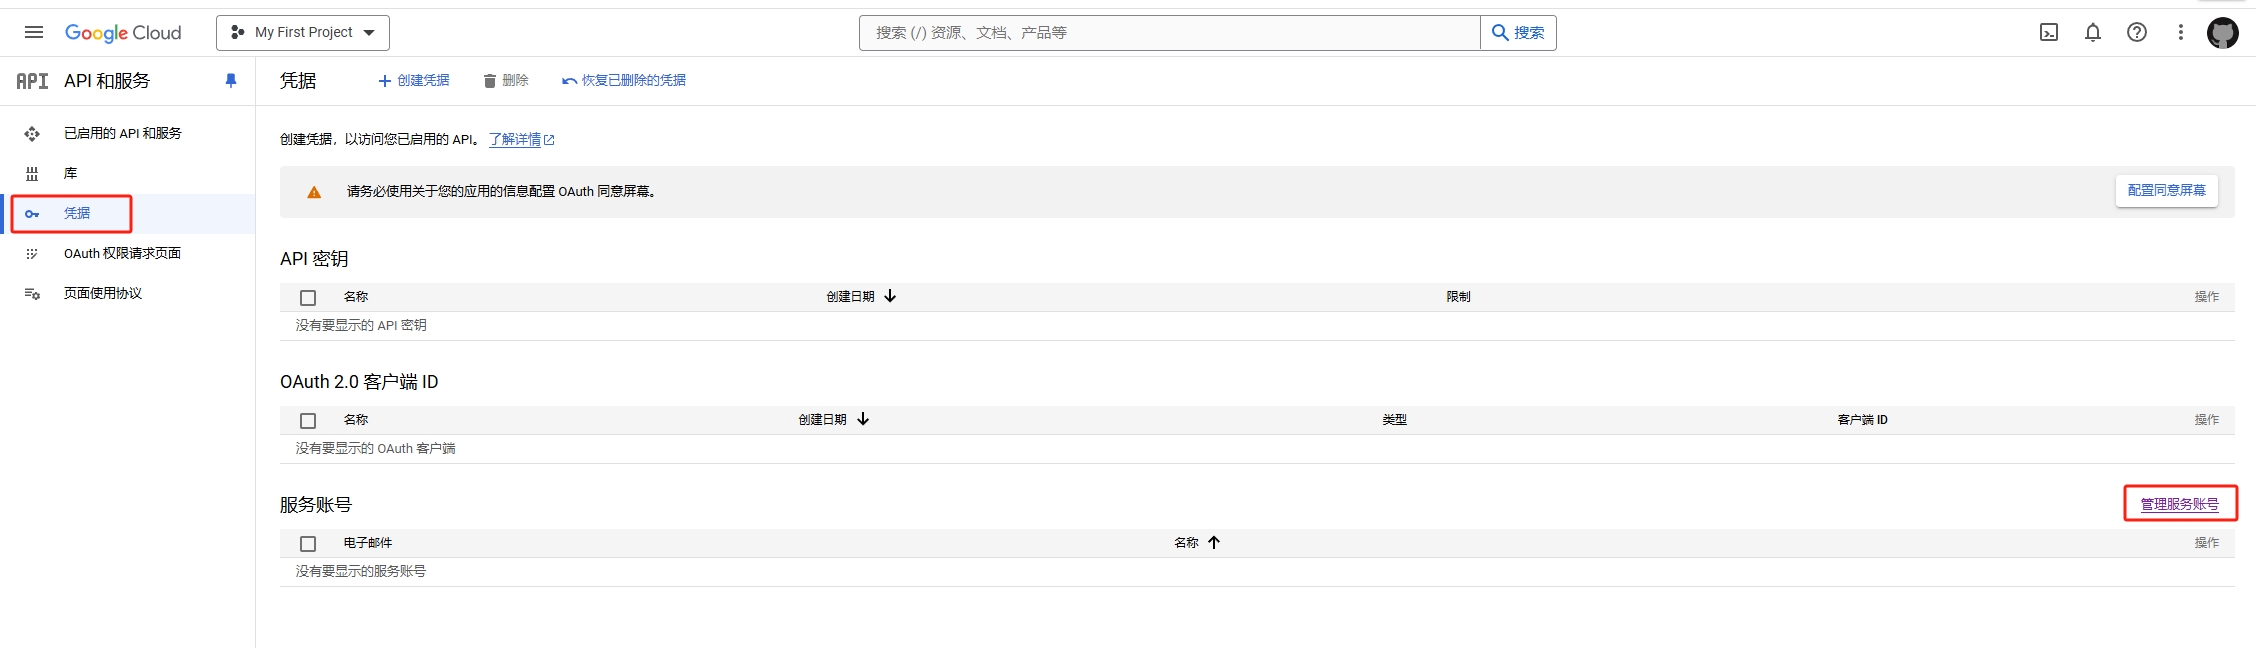 Google Cloud
My First Project
搜索 (/) 资源、文档、产品等
搜索
API
API 和服务
凭据
创建凭据
删除
恢复已删除的凭据
已启用的 API 和服务
库
凭据
OAuth 权限请求页面
页面使用协议
创建凭据，以访问您已启用的 API。 了解详情
请务必使用关于您的应用的信息配置 OAuth 同意屏幕。
配置同意屏幕
API 密钥
名称 创建日期 限制 操作
没有要显示的 API 密钥
OAuth 2.0 客户端 ID
名称 创建日期 类型 客户端 ID 操作
没有要显示的 OAuth 客户端
服务账号
管理服务账号
电子邮件 名称 操作
没有要显示的服务账号